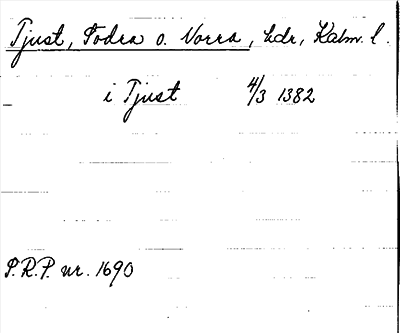 Tjust, Södra o. Norra, hdr, Kalm. l.
i Tjust 4/3 1382
P.R.P. nr. 1690